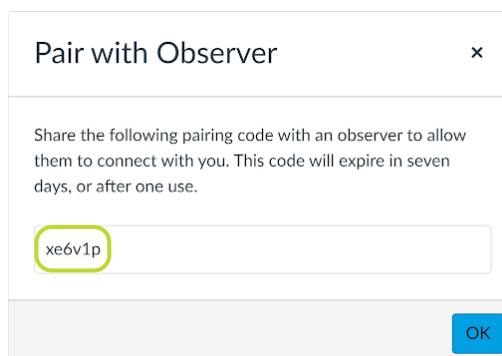 Pair with Observer
×
Share the following pairing code with an observer to allow
them to connect with you. This code will expire in seven
days, or after one use.
xe6v1p
OK